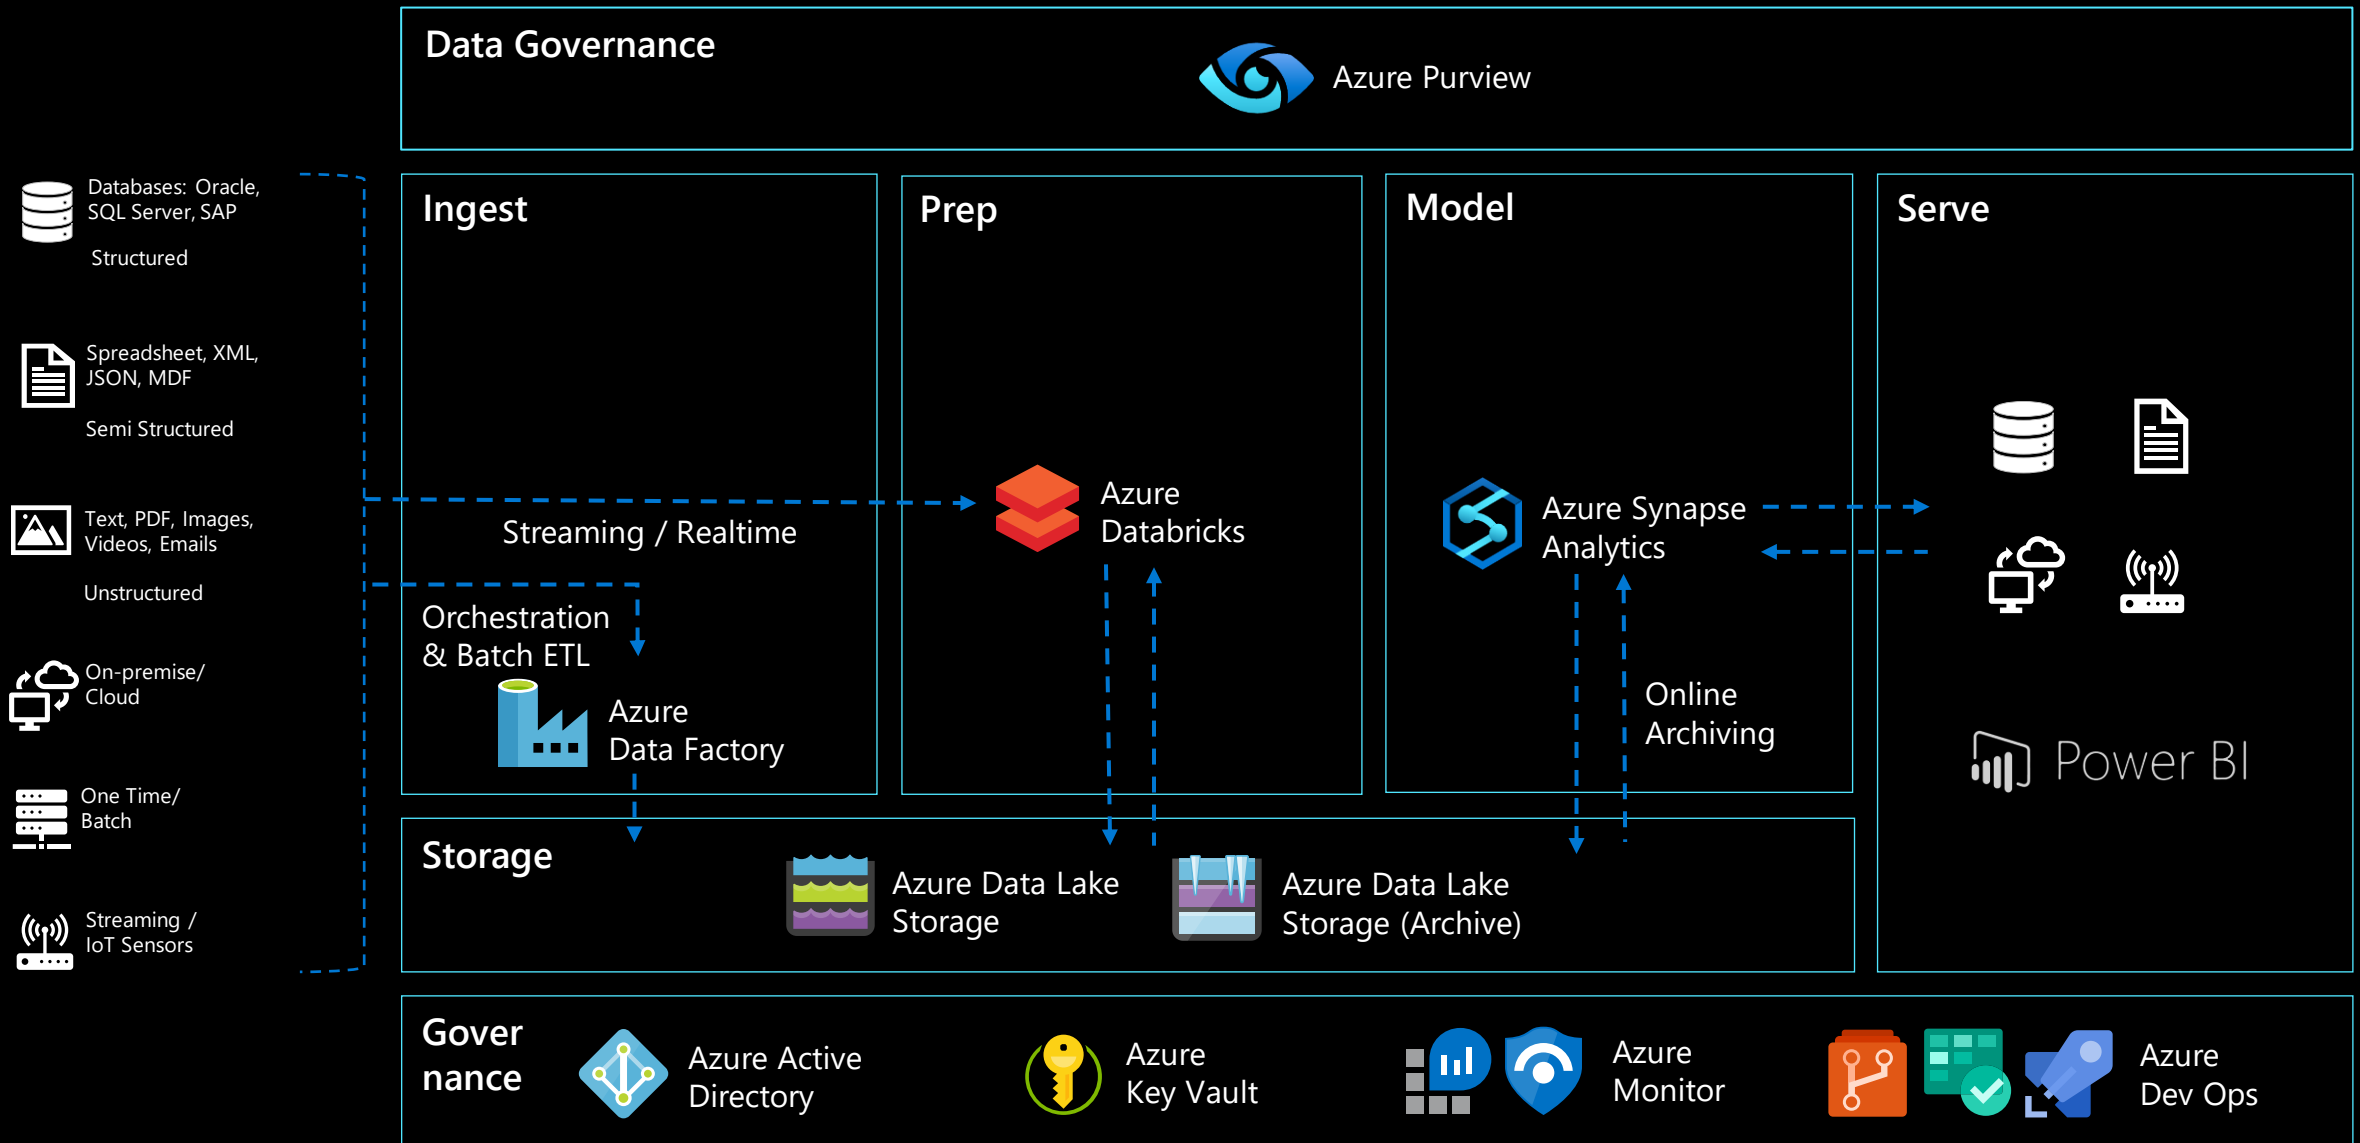 Data Governance
Azure Purview
Databases: Oracle,
SQL Server, SAP
Structured
Spreadsheet, XML,
JSON, MDF
Semi Structured
Text, PDF, Images,
Videos, Emails
Unstructured
On-premise/
Cloud
One Time/
Batch
Streaming /
IoT Sensors
Ingest
Streaming / Realtime
Orchestration
& Batch ETL
Azure
Data Factory
Prep
Azure
Databricks
Model
Azure Synapse
Analytics
Online
Archiving
Serve
Power BI
Storage
Azure Data Lake
Storage
Azure Data Lake
Storage (Archive)
Gover
nance
Azure Active
Directory
Azure
Key Vault
Azure
Monitor
Azure
Dev Ops